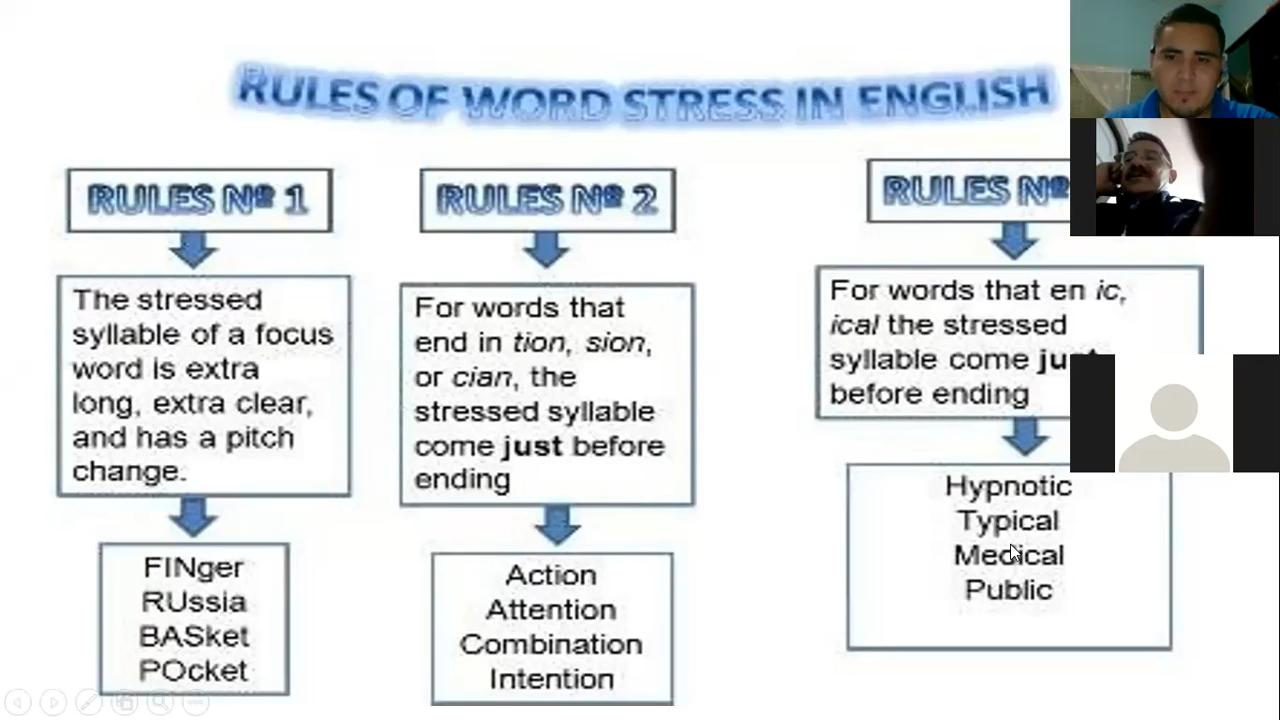 RULES OF WORD STRESS IN ENGLISH
RULES Nº 1
The stressed
syllable of a focus
word is extra
long, extra clear,
and has a pitch
change.
FINger
RUssia
BASket
POcket
RULES Nº 2
For words that
end in tion, sion,
or cian, the
stressed syllable
come just before
ending
Action
Attention
Combination
Intention
RULES Nº
For words that en ic,
ical the stressed
syllable come
before ending
Hypnotic
Typical
Medical
Public